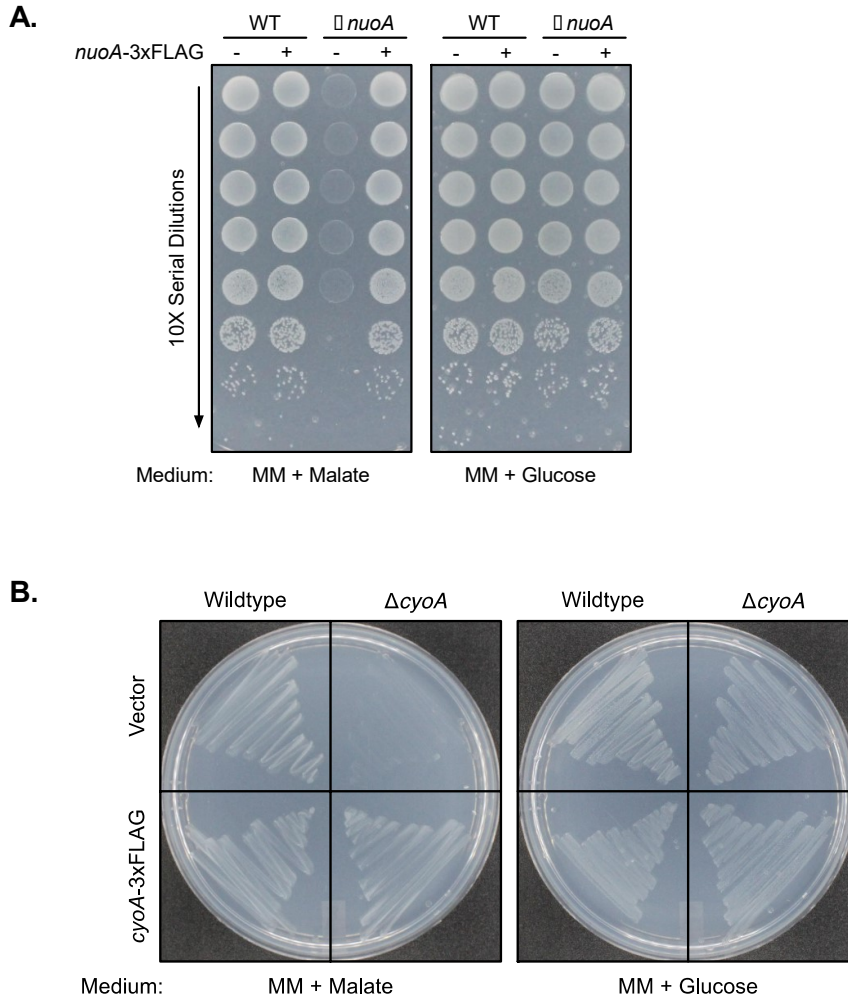 A.
WT ▯ nuoA WT ▯ nuoA
nuoA-3xFLAG - + - + - + - +
10X Serial Dilutions
Medium: MM + Malate MM + Glucose
B.
Wildtype ΔcyoA Wildtype ΔcyoA
Vector
cyoA-3xFLAG
Medium: MM + Malate MM + Glucose